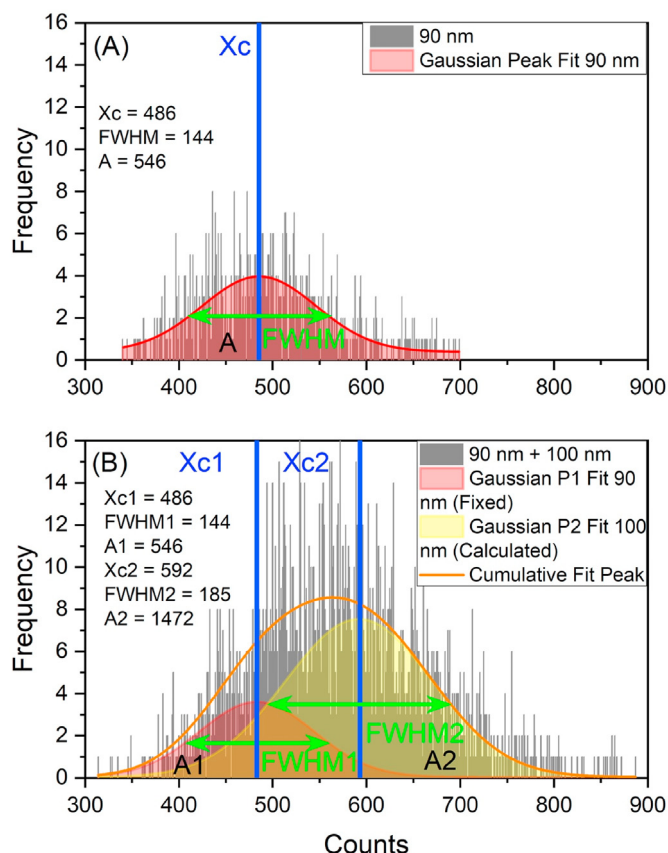 (A)
Xc
90 nm
Gaussian Peak Fit 90 nm
Xc = 486
FWHM = 144
A = 546
Frequency
16
14
12
10
8
6
4
2
0
A
FWHM
300 400 500 600 700 800 900
(B)
Xc1 Xc2
90 nm + 100 nm
Gaussian P1 Fit 90
nm (Fixed)
Gaussian P2 Fit 100
nm (Calculated)
Cumulative Fit Peak
Xc1 = 486
FWHM1 = 144
A1 = 546
Xc2 = 592
FWHM2 = 185
A2 = 1472
Frequency
16
14
12
10
8
6
4
2
0
FWHM2
A1
FWHM1
A2
300 400 500 600 700 800 900
Counts